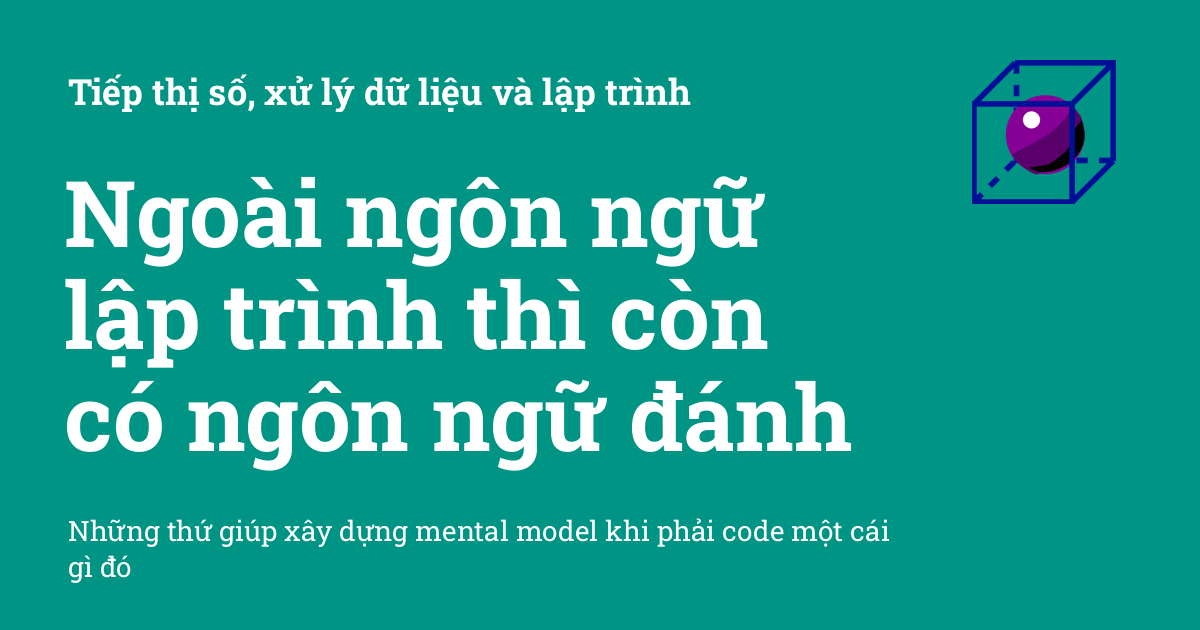 Tiếp thị số, xử lý dữ liệu và lập trình
Ngoài ngôn ngữ
lập trình thì còn
có ngôn ngữ đánh
Những thứ giúp xây dựng mental model khi phải code một cái
gì đó